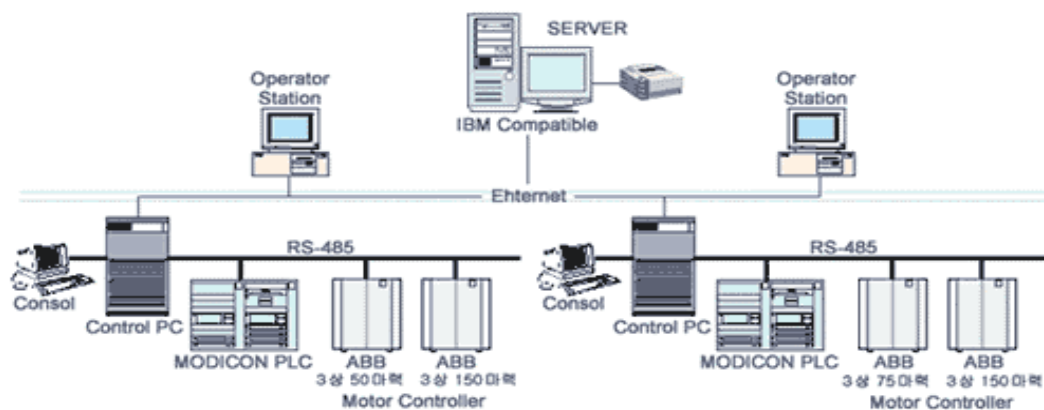 SERVER
Operator
Station
IBM Compatible
Operator
Station
Ehternet
RS-485
Consol
Control PC
MODICON PLC
ABB
3상 50마력
ABB
3상 150마력
Motor Controller
RS-485
Consol
Control PC
MODICON PLC
ABB
3상 75마력
ABB
3상 150마력
Motor Controller